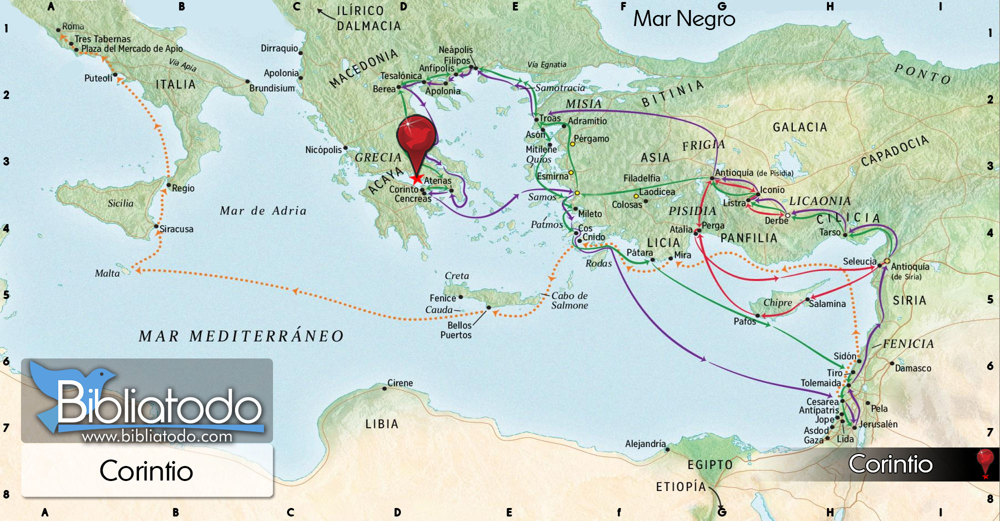 A B C D E F G H I
ILÍRICO
DALMACIA
Mar Negro
1 1
Roma
Tres Tabernas
Plaza del Mercado de Apio
Vía Apia
Puteoli
ITALIA
Brundisium
Dirraquio
Apolonia
MACEDONIA
Neápolis
Filipos
Anfípolis
Tesalónica
Berea
Apolonia
Vía Egnatia
Samotracia
PONTO
BITINIA
2 2
MISIA
Troas
Adramitio
Asón
Pérgamo
Mitilene
Quíos
GALACIA
FRIGIA
CAPADOCIA
ASIA
Nicópolis
GRECIA
ACAYA
3 3
Atenas
Corinto
Cencreas
Esmirna
Filadelfia
Laodicea
Colosas
Antioquía (de Pisidia)
Iconio
Listra
LICAONIA
Derbe
PISIDIA
CILICIA
Tarso
Regio
Sicilia
Mar de Adria
Samos
Mileto
Patmos
Cos
Cnido
4 4
Siracusa
Atalia
Perga
PANFILIA
LICIA
Pátara
Mira
Rodas
Seleucia
Antioquía
(de Siria)
Malta
Creta
Fenice
Cauda
Bellos
Puertos
Cabo de
Salmone
5 5
Chipre
Salamina
Pafos
SIRIA
MAR MEDITERRÁNEO
FENICIA
Sidón
6 6
Tiro
Damasco
Tolemaida
Cirene
Cesarea
Antípatris
Pela
Jope
Jerusalén
Asdod
Gaza
Lida
7 7
LIBIA
Alejandría
EGIPTO
ETIOPÍA
Bibliatodo
www.bibliatodo.com
Corintio
Corintio
8 8
A B C D E f G H I